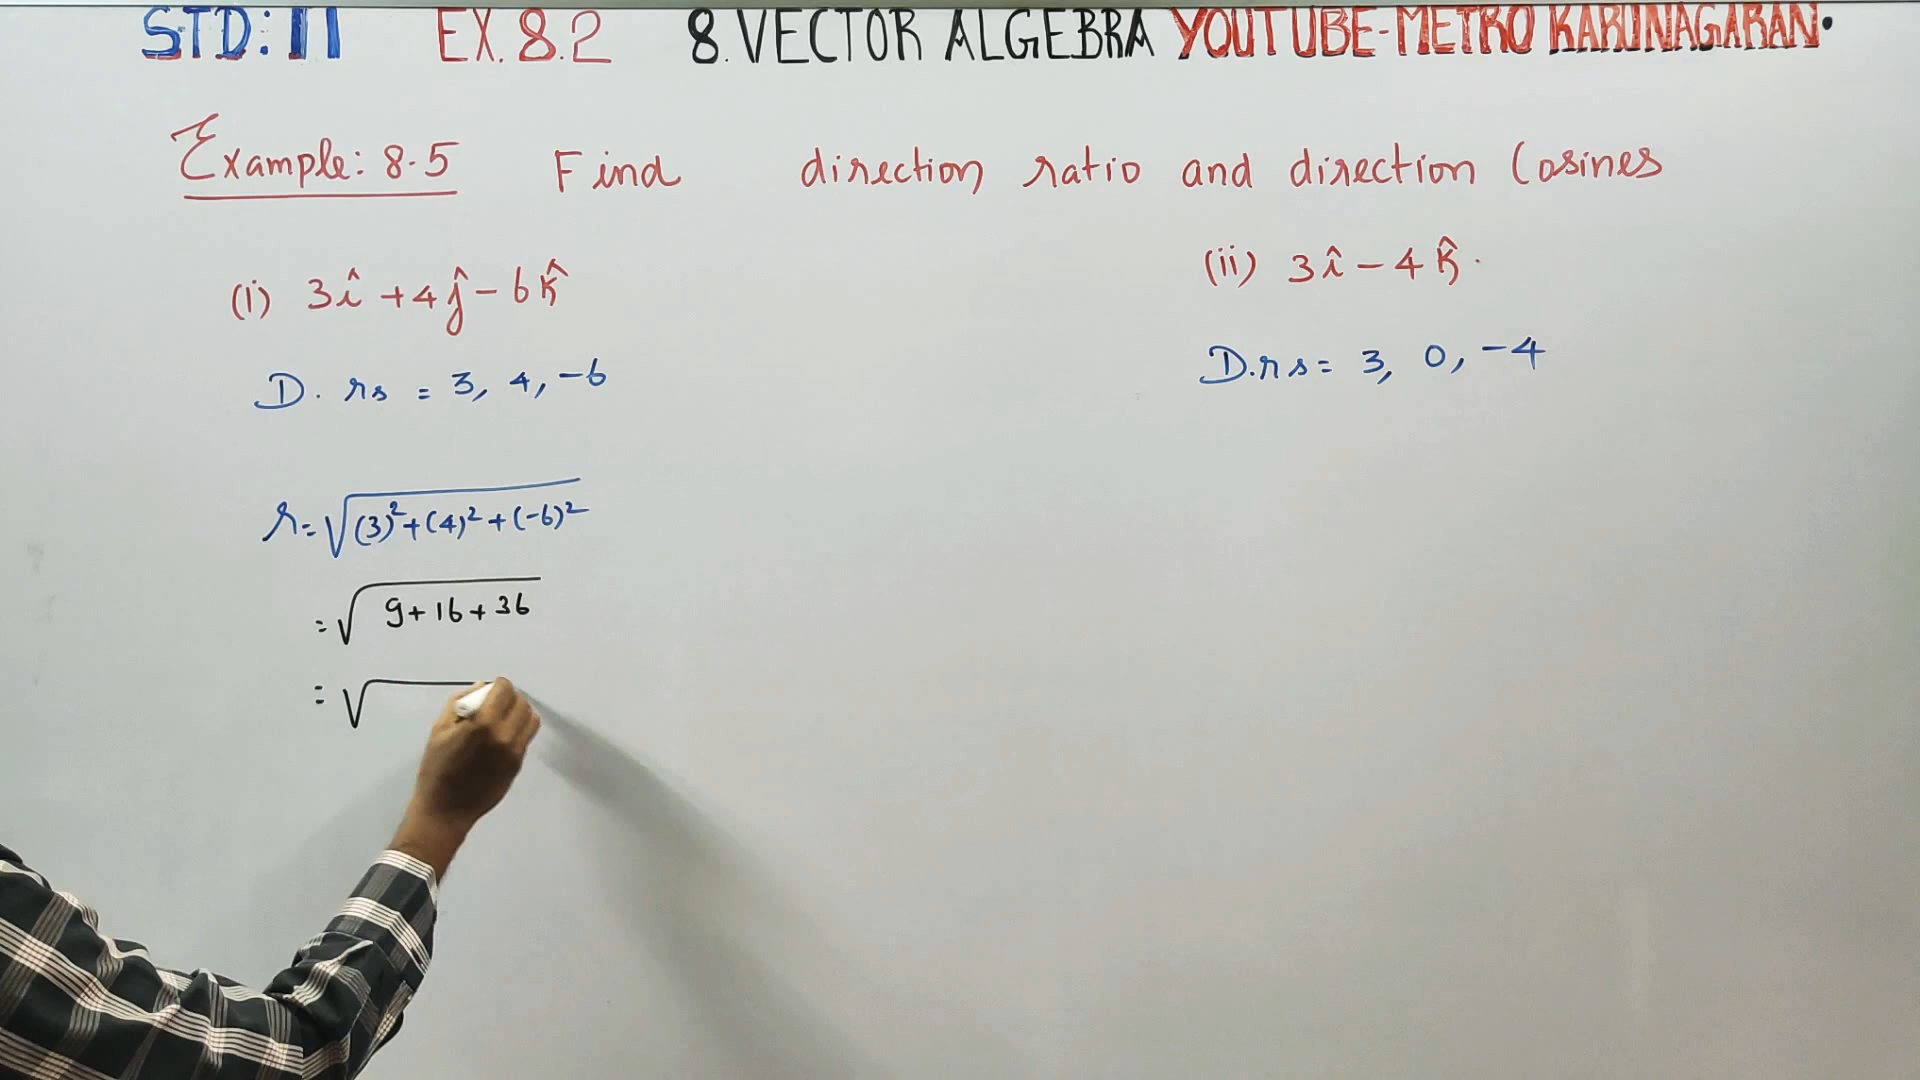 STD: 11 EX. 8.2 8. VECTOR ALGEBRA YOUTUBE-METRO KARUNAGARAN.
Example: 8.5 Find direction ratio and direction Cosines
(i) 3î + 4ĵ - 6k̂
(ii) 3î - 4k̂.
D. rs = 3, 4, -6
D.rs = 3, 0, -4
r = √(3)²+(4)²+(-6)²
= √9+16+36
= √